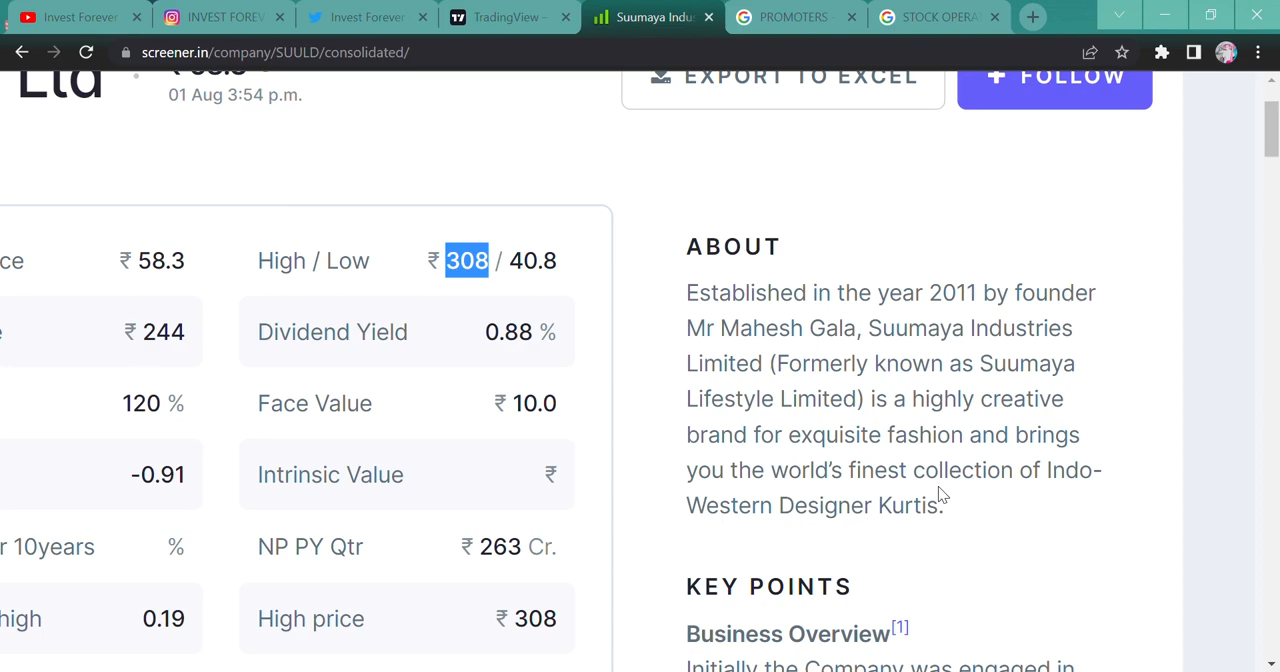 Invest Forever
INVEST FOREV
Invest Forever
TradingView –
Suumaya Indus
PROMOTERS -
STOCK OPERA
screener.in/company/SUULD/consolidated/
Ltd
01 Aug 3:54 p.m.
EXPORT TO EXCEL
+ FOLLOW
ce ₹ 58.3 High / Low ₹ 308 / 40.8
₹ 244 Dividend Yield 0.88 %
120 % Face Value ₹ 10.0
-0.91 Intrinsic Value ₹
r 10years % NP PY Qtr ₹ 263 Cr.
high 0.19 High price ₹ 308
ABOUT
Established in the year 2011 by founder
Mr Mahesh Gala, Suumaya Industries
Limited (Formerly known as Suumaya
Lifestyle Limited) is a highly creative
brand for exquisite fashion and brings
you the world’s finest collection of Indo-
Western Designer Kurtis.
KEY POINTS
Business Overview[1]
Initially the Company was engaged in